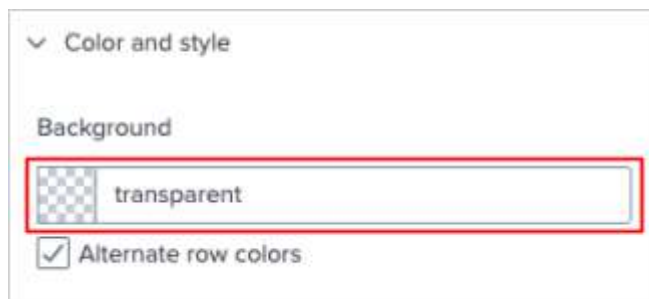 Color and style
Background
transparent
Alternate row colors